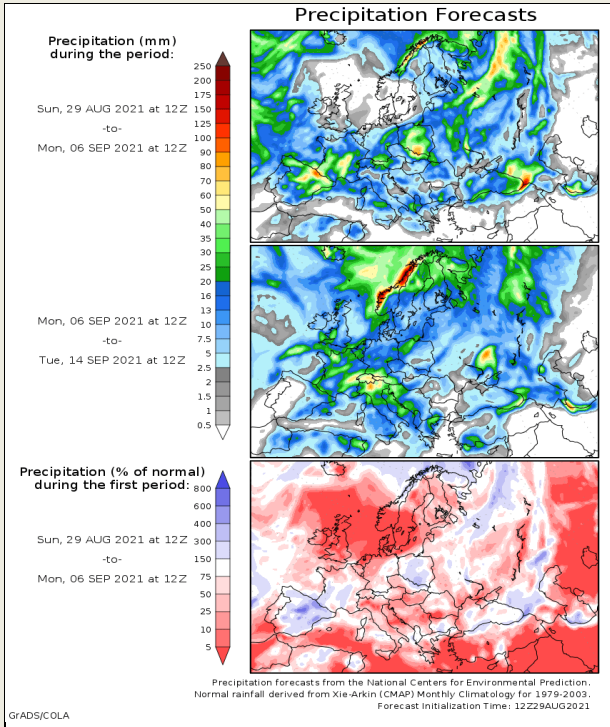 Precipitation Forecasts
Precipitation (mm)
during the period:
250
200
175
150
125
100
90
80
70
60
50
40
35
30
25
20
16
13
10
7.5
5
2.5
2
1.5
1
0.5
Sun, 29 AUG 2021 at 12Z
-to-
Mon, 06 SEP 2021 at 12Z
Mon, 06 SEP 2021 at 12Z
-to-
Tue, 14 SEP 2021 at 12Z
Precipitation (% of normal)
during the first period:
800
600
400
300
150
75
50
25
10
5
Sun, 29 AUG 2021 at 12Z
-to-
Mon, 06 SEP 2021 at 12Z
Precipitation forecasts from the National Centers for Environmental Prediction.
Normal rainfall derived from Xie-Arkin (CMAP) Monthly Climatology for 1979-2003.
Forecast Initialization Time: 12Z29AUG2021
GrADS/COLA